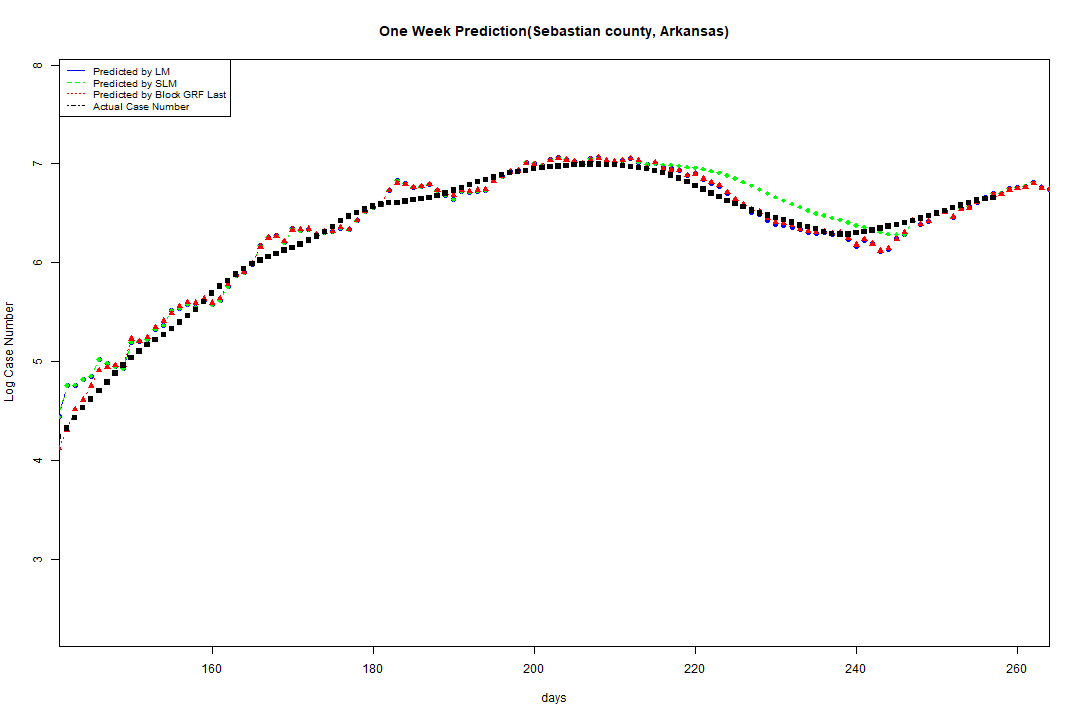 One Week Prediction(Sebastian county, Arkansas)
Predicted by LM
Predicted by SLM
Predicted by Block GRF Last
Actual Case Number
8
7
6
5
4
3
Log Case Number
160 180 200 220 240 260
days